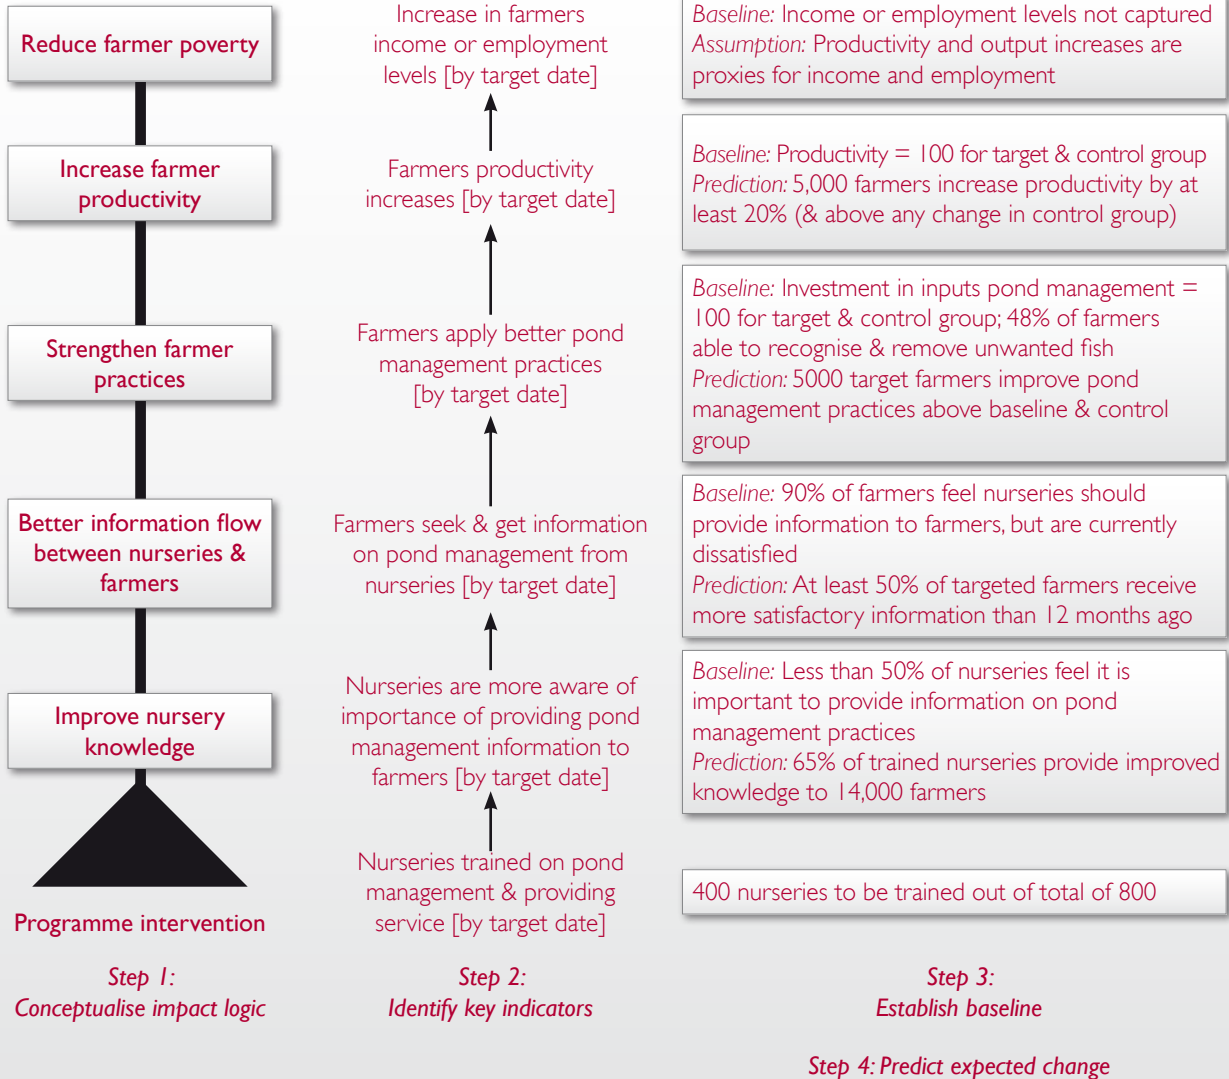 Reduce farmer poverty
Increase farmer
productivity
Strengthen farmer
practices
Better information flow
between nurseries &
farmers
Improve nursery
knowledge
Programme intervention
Step 1:
Conceptualise impact logic
Increase in farmers
income or employment
levels [by target date]
Farmers productivity
increases [by target date]
Farmers apply better pond
management practices
[by target date]
Farmers seek & get information
on pond management from
nurseries [by target date]
Nurseries are more aware of
importance of providing pond
management information to
farmers [by target date]
Nurseries trained on pond
management & providing
service [by target date]
Step 2:
Identify key indicators
Baseline: Income or employment levels not captured
Assumption: Productivity and output increases are
proxies for income and employment
Baseline: Productivity = 100 for target & control group
Prediction: 5,000 farmers increase productivity by at
least 20% (& above any change in control group)
Baseline: Investment in inputs pond management =
100 for target & control group; 48% of farmers
able to recognise & remove unwanted fish
Prediction: 5000 target farmers improve pond
management practices above baseline & control
group
Baseline: 90% of farmers feel nurseries should
provide information to farmers, but are currently
dissatisfied
Prediction: At least 50% of targeted farmers receive
more satisfactory information than 12 months ago
Baseline: Less than 50% of nurseries feel it is
important to provide information on pond
management practices
Prediction: 65% of trained nurseries provide improved
knowledge to 14,000 farmers
400 nurseries to be trained out of total of 800
Step 3:
Establish baseline
Step 4: Predict expected change